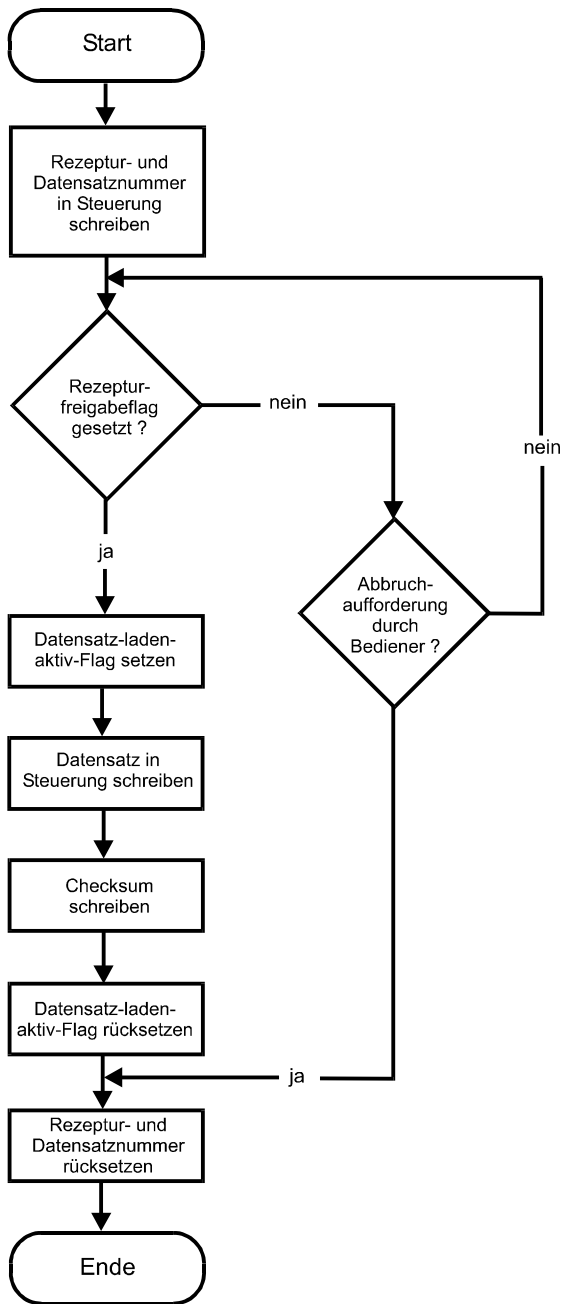 Start
Rezeptur- und
Datensatznummer
in Steuerung
schreiben
Rezeptur-
freigabeflag
gesetzt ?
nein
nein
ja
Abbruch-
aufforderung
durch
Bediener ?
Datensatz-laden-
aktiv-Flag setzen
Datensatz in
Steuerung schreiben
Checksum
schreiben
Datensatz-laden-
aktiv-Flag rücksetzen
ja
Rezeptur- und
Datensatznummer
rücksetzen
Ende